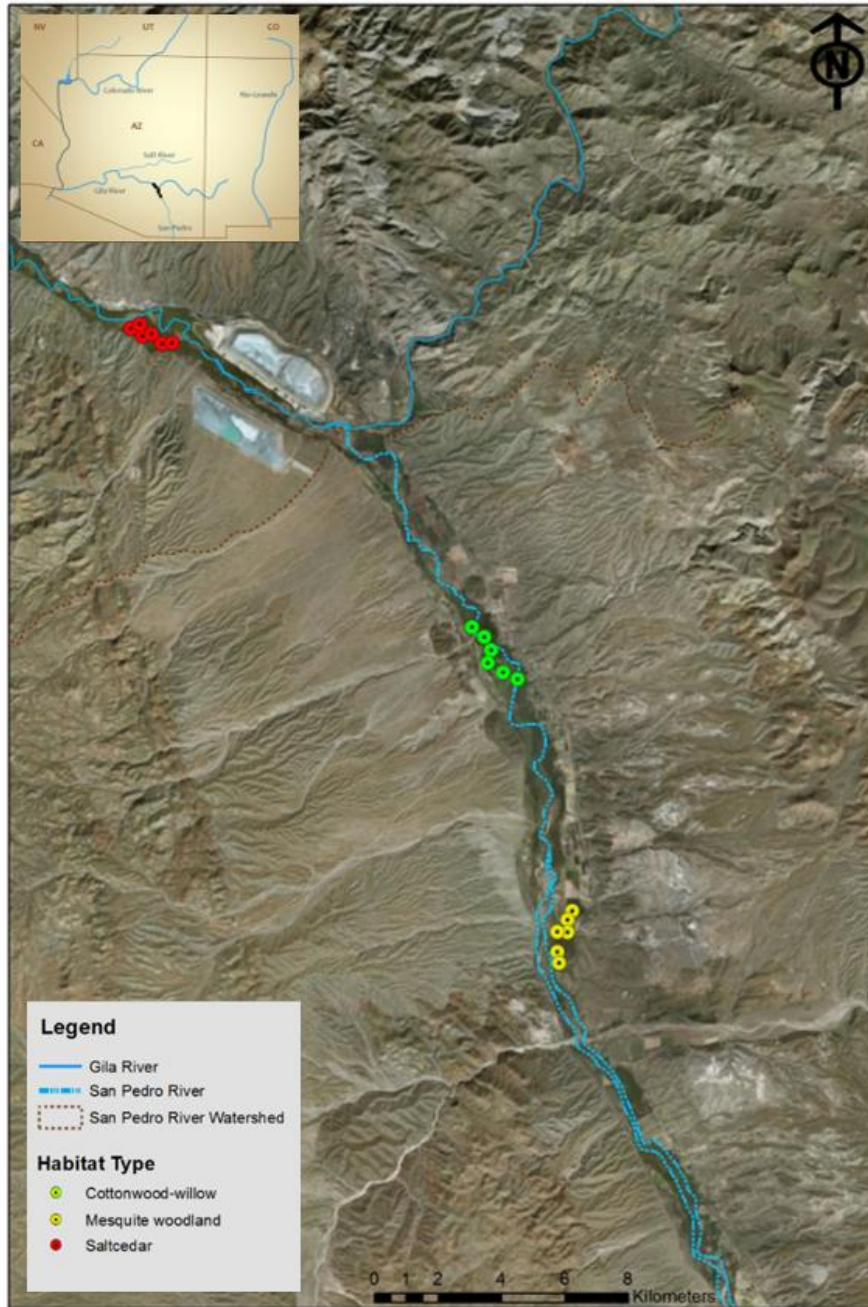 NV
UT
CO
Colorado River
Rio Grande
AZ
CA
Salt River
Gila River
San Pedro
N
Legend
Gila River
San Pedro River
San Pedro River Watershed
Habitat Type
Cottonwood-willow
Mesquite woodland
Saltcedar
0 1 2 4 6 8
Kilometers